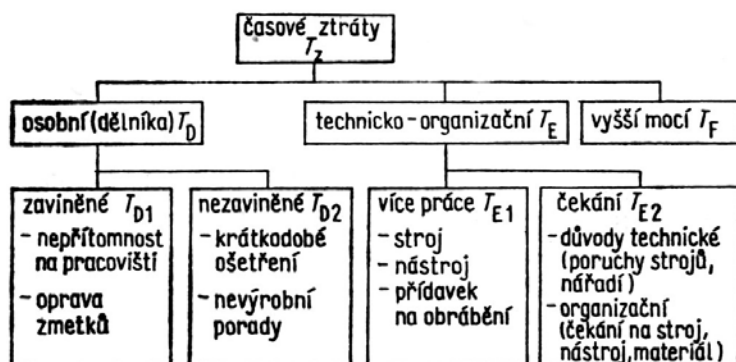 časové ztráty
T_Z
osobní (dělníka) T_D
technicko-organizační T_E
vyšší mocí T_F
zaviněné T_D1
- nepřítomnost
na pracovišti
- oprava
zmetků
nezaviněné T_D2
- krátkodobé
ošetření
- nevýrobní
porady
více práce T_E1
- stroj
- nástroj
- přídavek
na obrábění
čekání T_E2
- důvody technické
(poruchy strojů,
nářadí)
- organizační
(čekání na stroj,
nástroj, materiál)